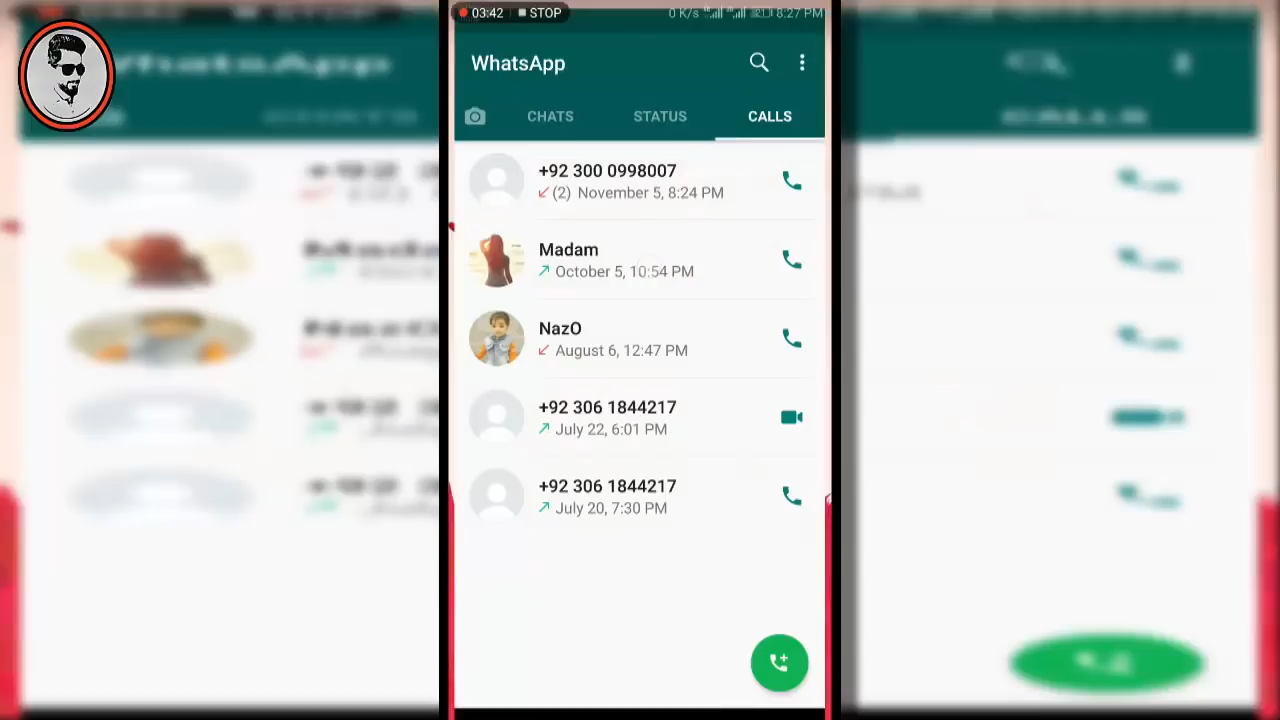 03:42 STOP 0 K/s 8:27 PM
WhatsApp
CHATS STATUS CALLS
+92 300 0998007
(2) November 5, 8:24 PM
Madam
October 5, 10:54 PM
NazO
August 6, 12:47 PM
+92 306 1844217
July 22, 6:01 PM
+92 306 1844217
July 20, 7:30 PM